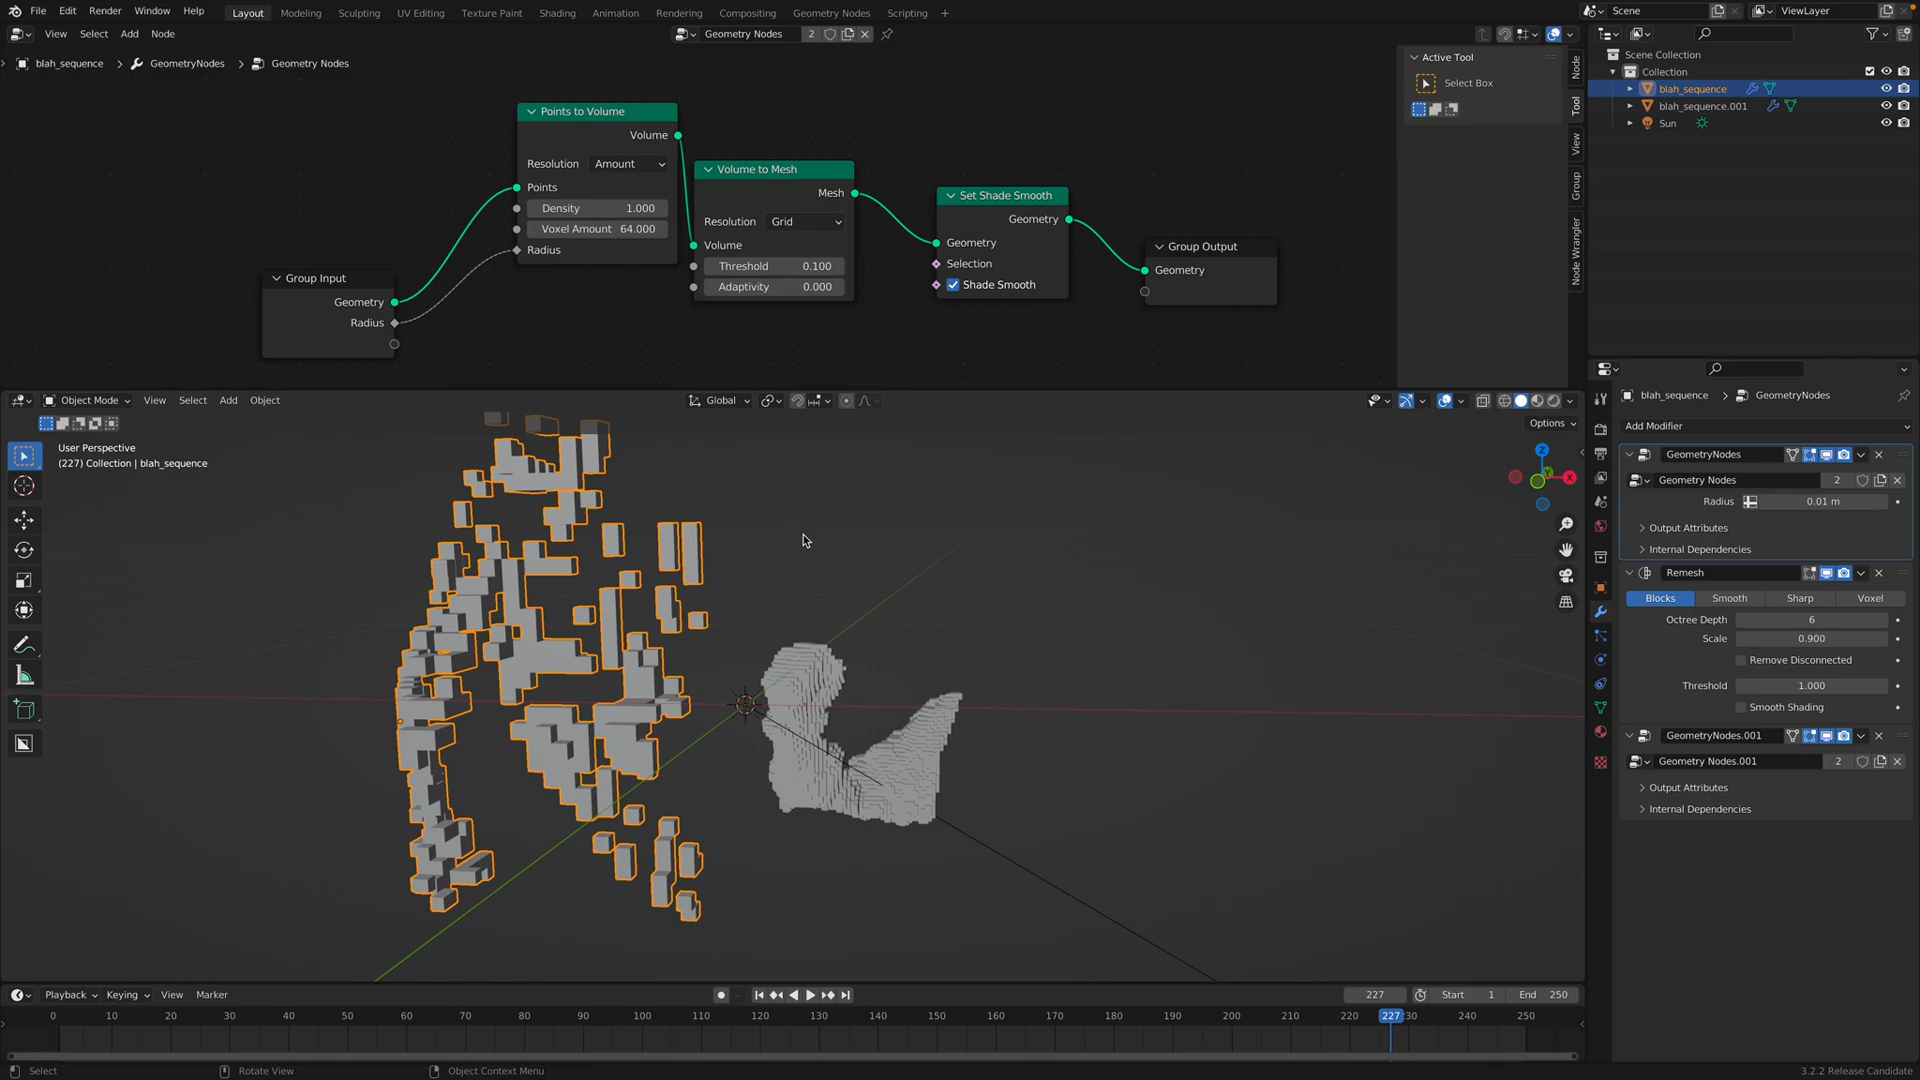 File Edit Render Window Help Layout Modeling Sculpting UV Editing Texture Paint Shading Animation Rendering Compositing Geometry Nodes Scripting + Scene ViewLayer
View Select Add Node Geometry Nodes 2
blah_sequence > GeometryNodes > Geometry Nodes
Active Tool
Select Box
Node
Tool
View
Group
Node Wrangler
Points to Volume
Volume
Resolution Amount
Points
Density 1.000
Voxel Amount 64.000
Radius
Volume to Mesh
Mesh
Resolution Grid
Volume
Threshold 0.100
Adaptivity 0.000
Set Shade Smooth
Geometry
Geometry
Selection
Shade Smooth
Group Output
Geometry
Group Input
Geometry
Radius
Scene Collection
Collection
blah_sequence
blah_sequence.001
Sun
Object Mode View Select Add Object Global
Options
User Perspective
(227) Collection | blah_sequence
Z
Y
X
blah_sequence > GeometryNodes
Add Modifier
GeometryNodes
Geometry Nodes 2
Radius 0.01 m
Output Attributes
Internal Dependencies
Remesh
Blocks Smooth Sharp Voxel
Octree Depth 6
Scale 0.900
Remove Disconnected
Threshold 1.000
Smooth Shading
GeometryNodes.001
Geometry Nodes.001 2
Output Attributes
Internal Dependencies
Playback Keying View Marker 227 Start 1 End 250
0 10 20 30 40 50 60 70 80 90 100 110 120 130 140 150 160 170 180 190 200 210 220 227 240 250
Select Rotate View Object Context Menu 3.2.2 Release Candidate